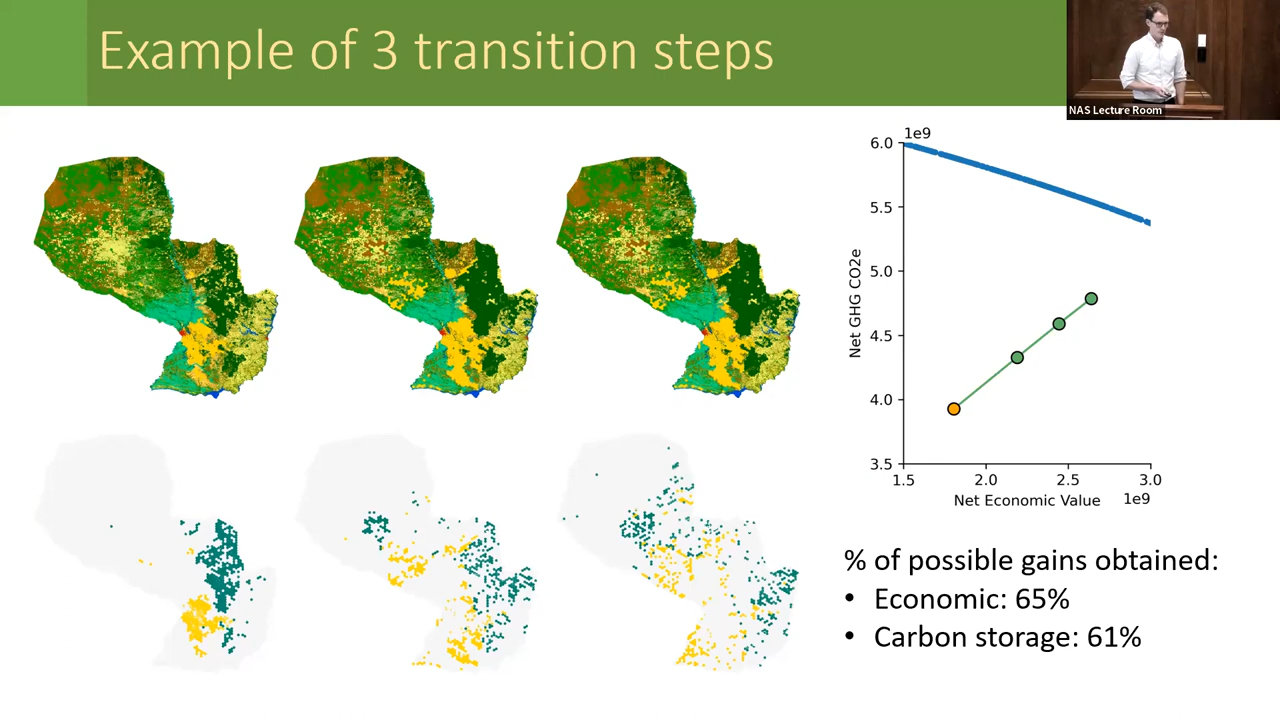 Example of 3 transition steps
NAS Lecture Room
1e9
6.0
5.5
5.0
4.5
4.0
3.5
Net GHG CO2e
1.5 2.0 2.5 3.0
Net Economic Value 1e9
% of possible gains obtained:
• Economic: 65%
• Carbon storage: 61%